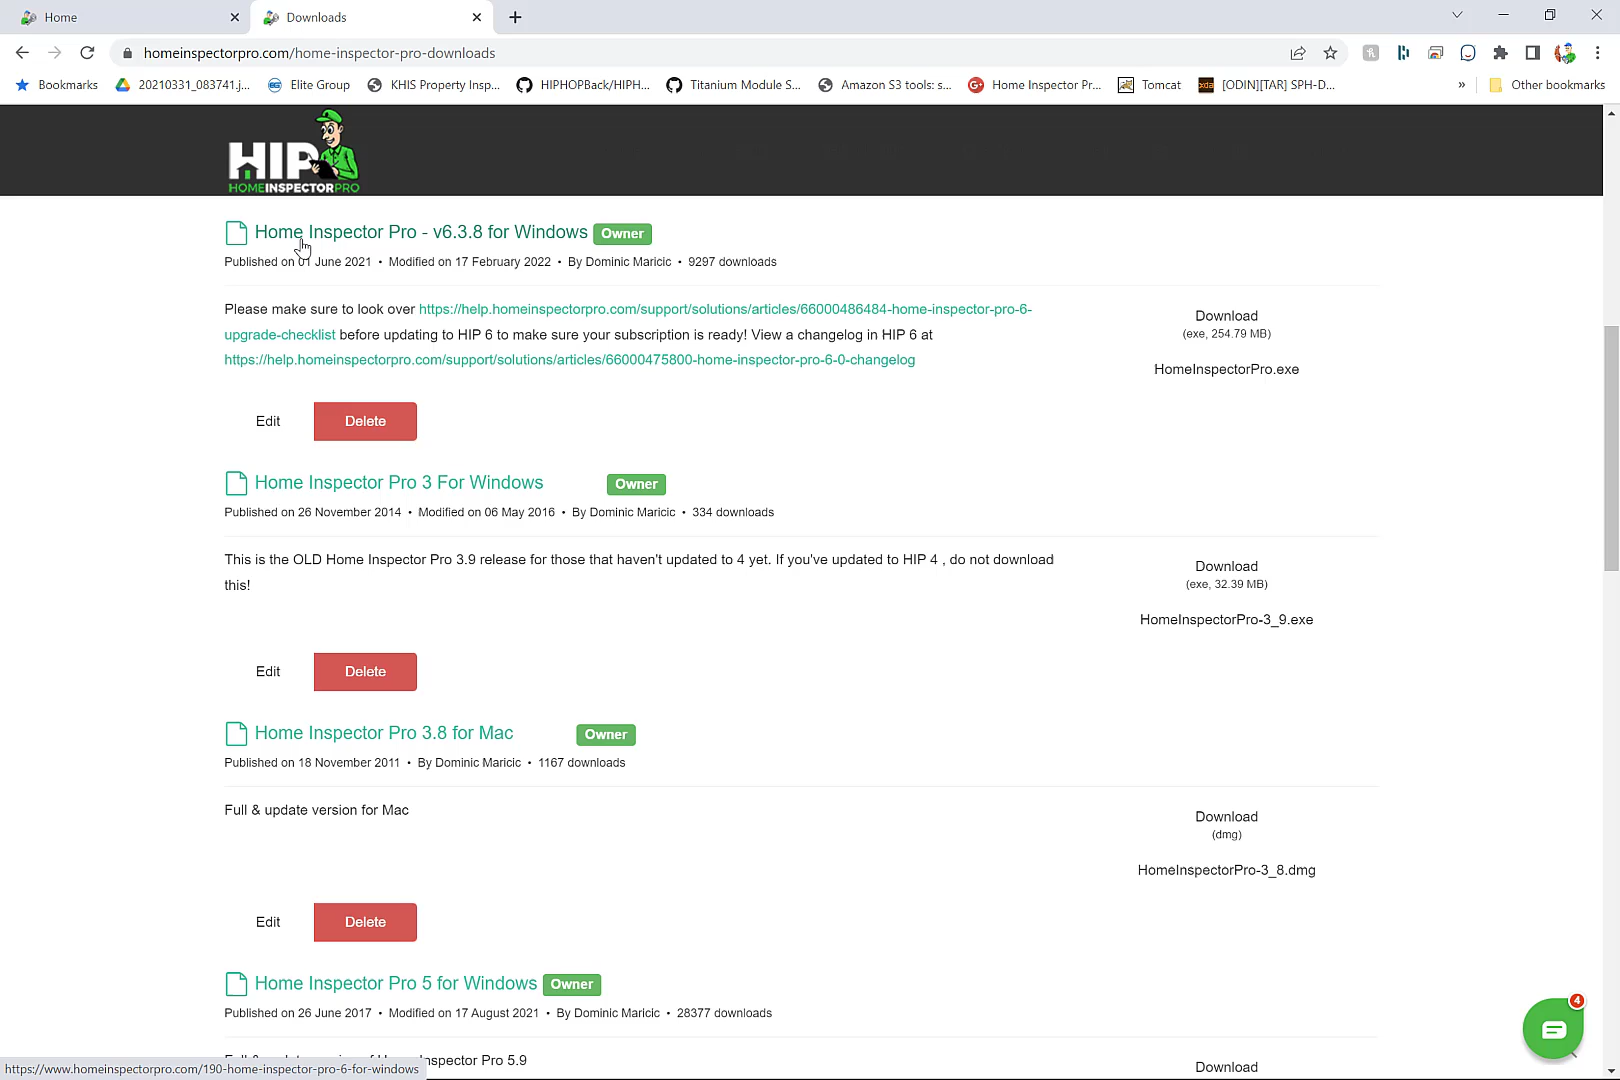 Home
Downloads
homeinspectorpro.com/home-inspector-pro-downloads
Bookmarks
20210331_083741.j...
Elite Group
KHIS Property Insp...
HIPHOPBack/HIPH...
Titanium Module S...
Amazon S3 tools: s...
Home Inspector Pr...
Tomcat
[ODIN][TAR] SPH-D...
»
Other bookmarks
HIP
HOMEINSPECTORPRO
Home Inspector Pro - v6.3.8 for Windows Owner
Published on 01 June 2021 • Modified on 17 February 2022 • By Dominic Maricic • 9297 downloads
Please make sure to look over https://help.homeinspectorpro.com/support/solutions/articles/66000486484-home-inspector-pro-6-
upgrade-checklist before updating to HIP 6 to make sure your subscription is ready! View a changelog in HIP 6 at
https://help.homeinspectorpro.com/support/solutions/articles/66000475800-home-inspector-pro-6-0-changelog
Download
(exe, 254.79 MB)
HomeInspectorPro.exe
Edit
Delete
Home Inspector Pro 3 For Windows Owner
Published on 26 November 2014 • Modified on 06 May 2016 • By Dominic Maricic • 334 downloads
This is the OLD Home Inspector Pro 3.9 release for those that haven't updated to 4 yet. If you've updated to HIP 4 , do not download
this!
Download
(exe, 32.39 MB)
HomeInspectorPro-3_9.exe
Edit
Delete
Home Inspector Pro 3.8 for Mac Owner
Published on 18 November 2011 • By Dominic Maricic • 1167 downloads
Full & update version for Mac
Download
(dmg)
HomeInspectorPro-3_8.dmg
Edit
Delete
Home Inspector Pro 5 for Windows Owner
Published on 26 June 2017 • Modified on 17 August 2021 • By Dominic Maricic • 28377 downloads
nspector Pro 5.9
Download
4
https://www.homeinspectorpro.com/190-home-inspector-pro-6-for-windows